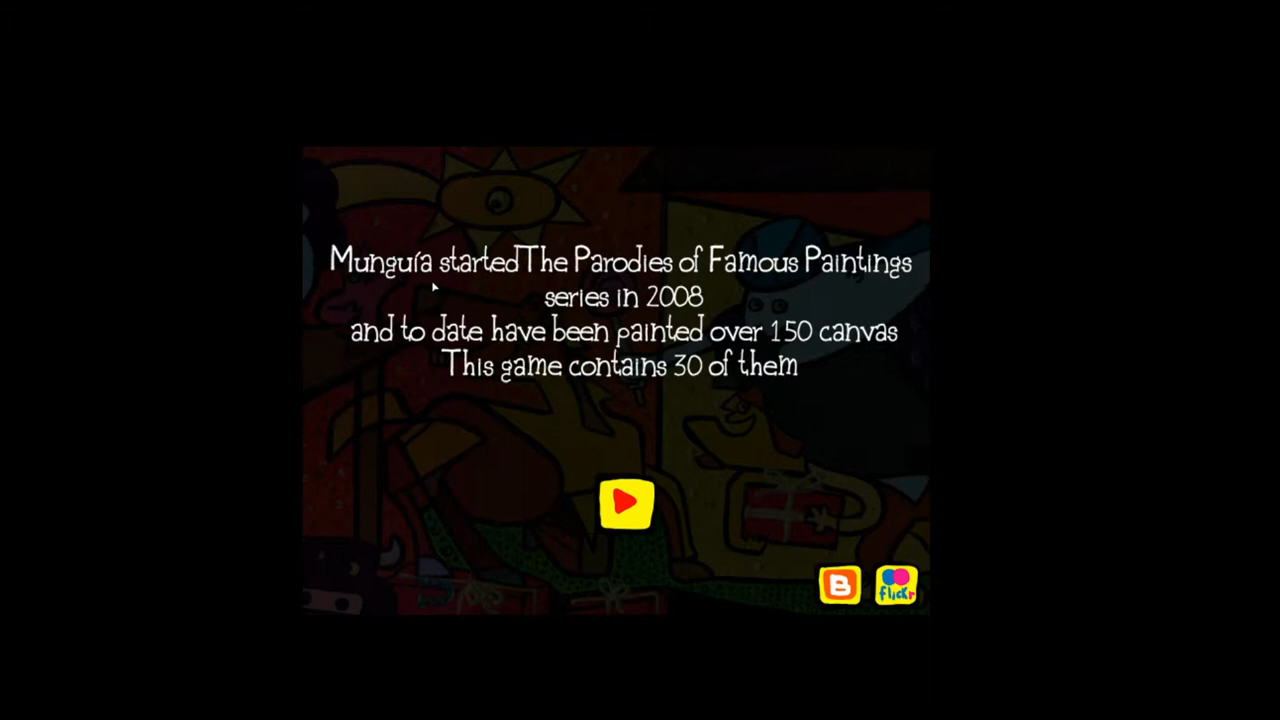 Munguía startedThe Parodies of Famous Paintings
series in 2008
and to date have been painted over 150 canvas
This game contains 30 of them
B
flickr